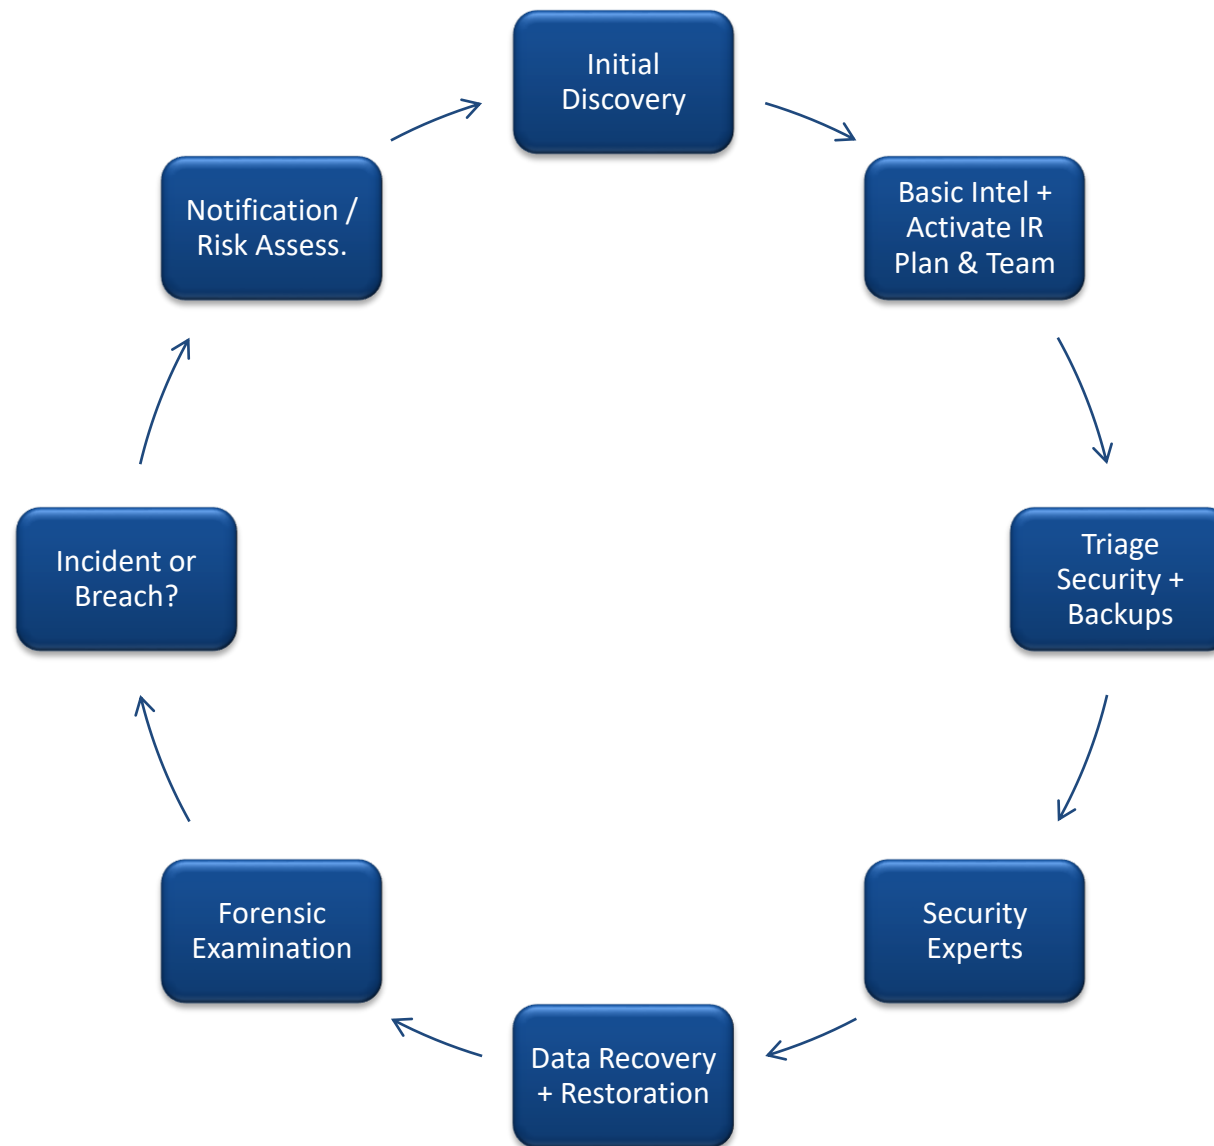 Initial
Discovery
Basic Intel +
Activate IR
Plan & Team
Triage
Security +
Backups
Security
Experts
Data Recovery
+ Restoration
Forensic
Examination
Incident or
Breach?
Notification /
Risk Assess.